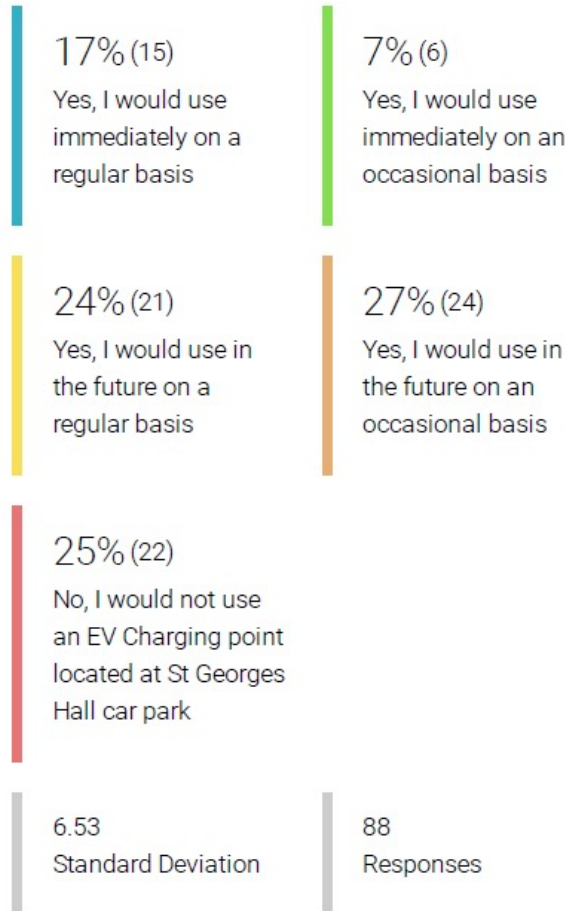 17% (15)
Yes, I would use
immediately on a
regular basis
7% (6)
Yes, I would use
immediately on an
occasional basis
24% (21)
Yes, I would use in
the future on a
regular basis
27% (24)
Yes, I would use in
the future on an
occasional basis
25% (22)
No, I would not use
an EV Charging point
located at St Georges
Hall car park
6.53
Standard Deviation
88
Responses